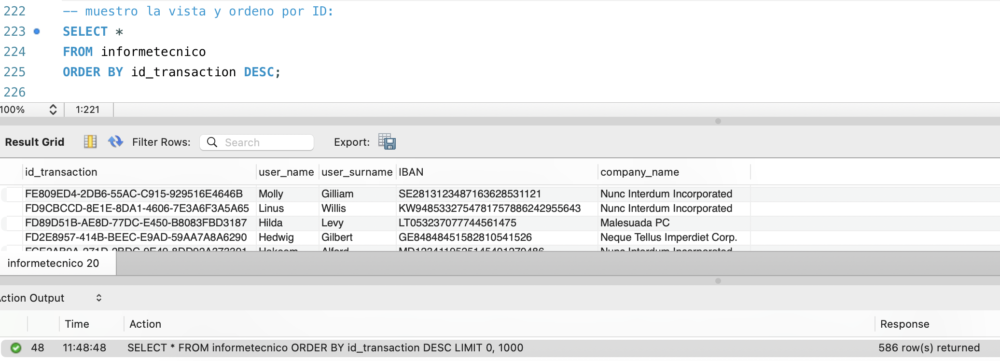 222 -- muestro la vista y ordeno por ID:
223 SELECT *
224 FROM informetecnico
225 ORDER BY id_transaction DESC;
226
100% 1:221
Result Grid Filter Rows: Search Export:
id_transaction user_name user_surname IBAN company_name
FE809ED4-2DB6-55AC-C915-929516E4646B Molly Gilliam SE2813123487163628531121 Nunc Interdum Incorporated
FD9CBCCD-8E1E-8DA1-4606-7E3A6F3A5A65 Linus Willis KW9485332754781757886242955643 Nunc Interdum Incorporated
FD89D51B-AE8D-77DC-E450-B8083FBD3187 Hilda Levy LT053237077744561475 Malesuada PC
FD2E8957-414B-BEEC-E9AD-59AA7A8A6290 Hedwig Gilbert GE84848451582810541526 Neque Tellus Imperdiet Corp.
Hakeem Alford Nunc Interdum Incorporated
informetecnico 20
ction Output
Time Action Response
48 11:48:48 SELECT * FROM informetecnico ORDER BY id_transaction DESC LIMIT 0, 1000 586 row(s) returned